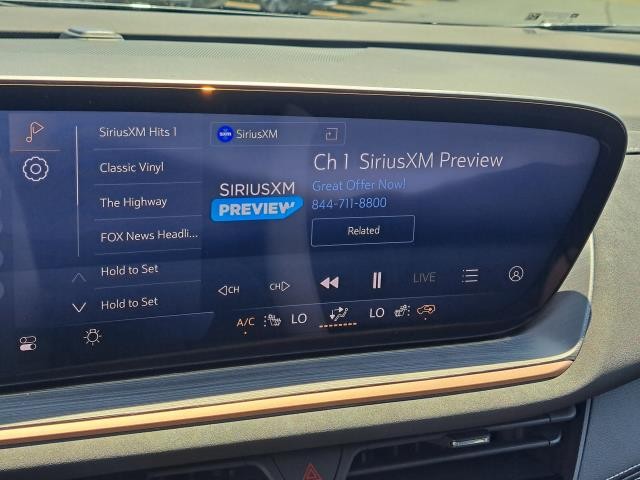 SiriusXM Hits 1
Classic Vinyl
The Highway
FOX News Headli...
Hold to Set
Hold to Set
sxm SiriusXM
Ch 1 SiriusXM Preview
Great Offer Now!
844-711-8800
SIRIUSXM
PREVIEW
Related
CH CH LIVE
A/C LO LO